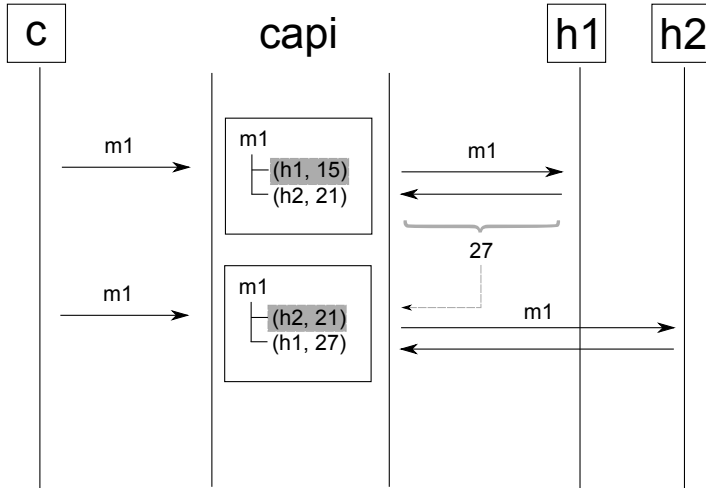 c
capi
h1
h2
m1
m1
(h1, 15)
(h2, 21)
m1
27
m1
m1
(h2, 21)
(h1, 27)
m1